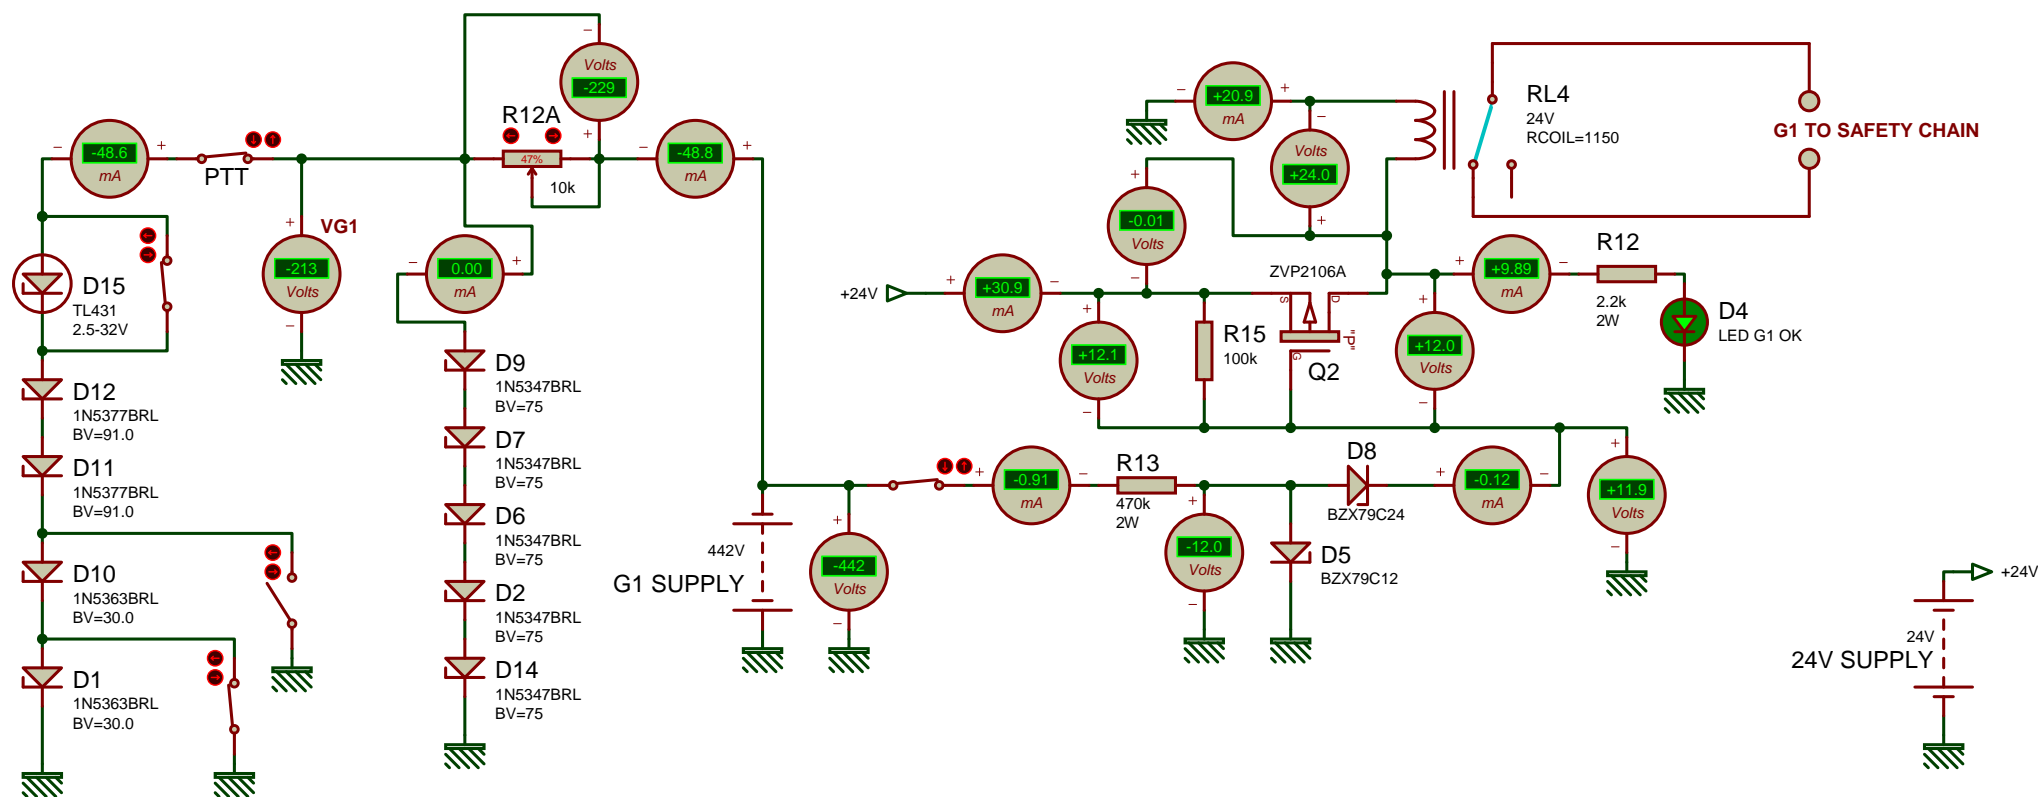 -48.6
mA
PTT
D15
TL431
2.5-32V
D12
1N5377BRL
BV=91.0
D11
1N5377BRL
BV=91.0
D10
1N5363BRL
BV=30.0
D1
1N5363BRL
BV=30.0
VG1
-213
Volts
Volts
-229
R12A
47%
10k
-48.8
mA
0.00
mA
D9
1N5347BRL
BV=75
D7
1N5347BRL
BV=75
D6
1N5347BRL
BV=75
D2
1N5347BRL
BV=75
D14
1N5347BRL
BV=75
442V
G1 SUPPLY
-442
Volts
+20.9
mA
Volts
+24.0
-0.01
Volts
RL4
24V
RCOIL=1150
G1 TO SAFETY CHAIN
+24V
+30.9
mA
ZVP2106A
S
D
G
"P"
Q2
+12.1
Volts
R15
100k
+12.0
Volts
+9.89
mA
R12
2.2k
2W
D4
LED G1 OK
-0.91
mA
R13
470k
2W
-12.0
Volts
D8
BZX79C24
D5
BZX79C12
-0.12
mA
+11.9
Volts
+24V
24V
24V SUPPLY